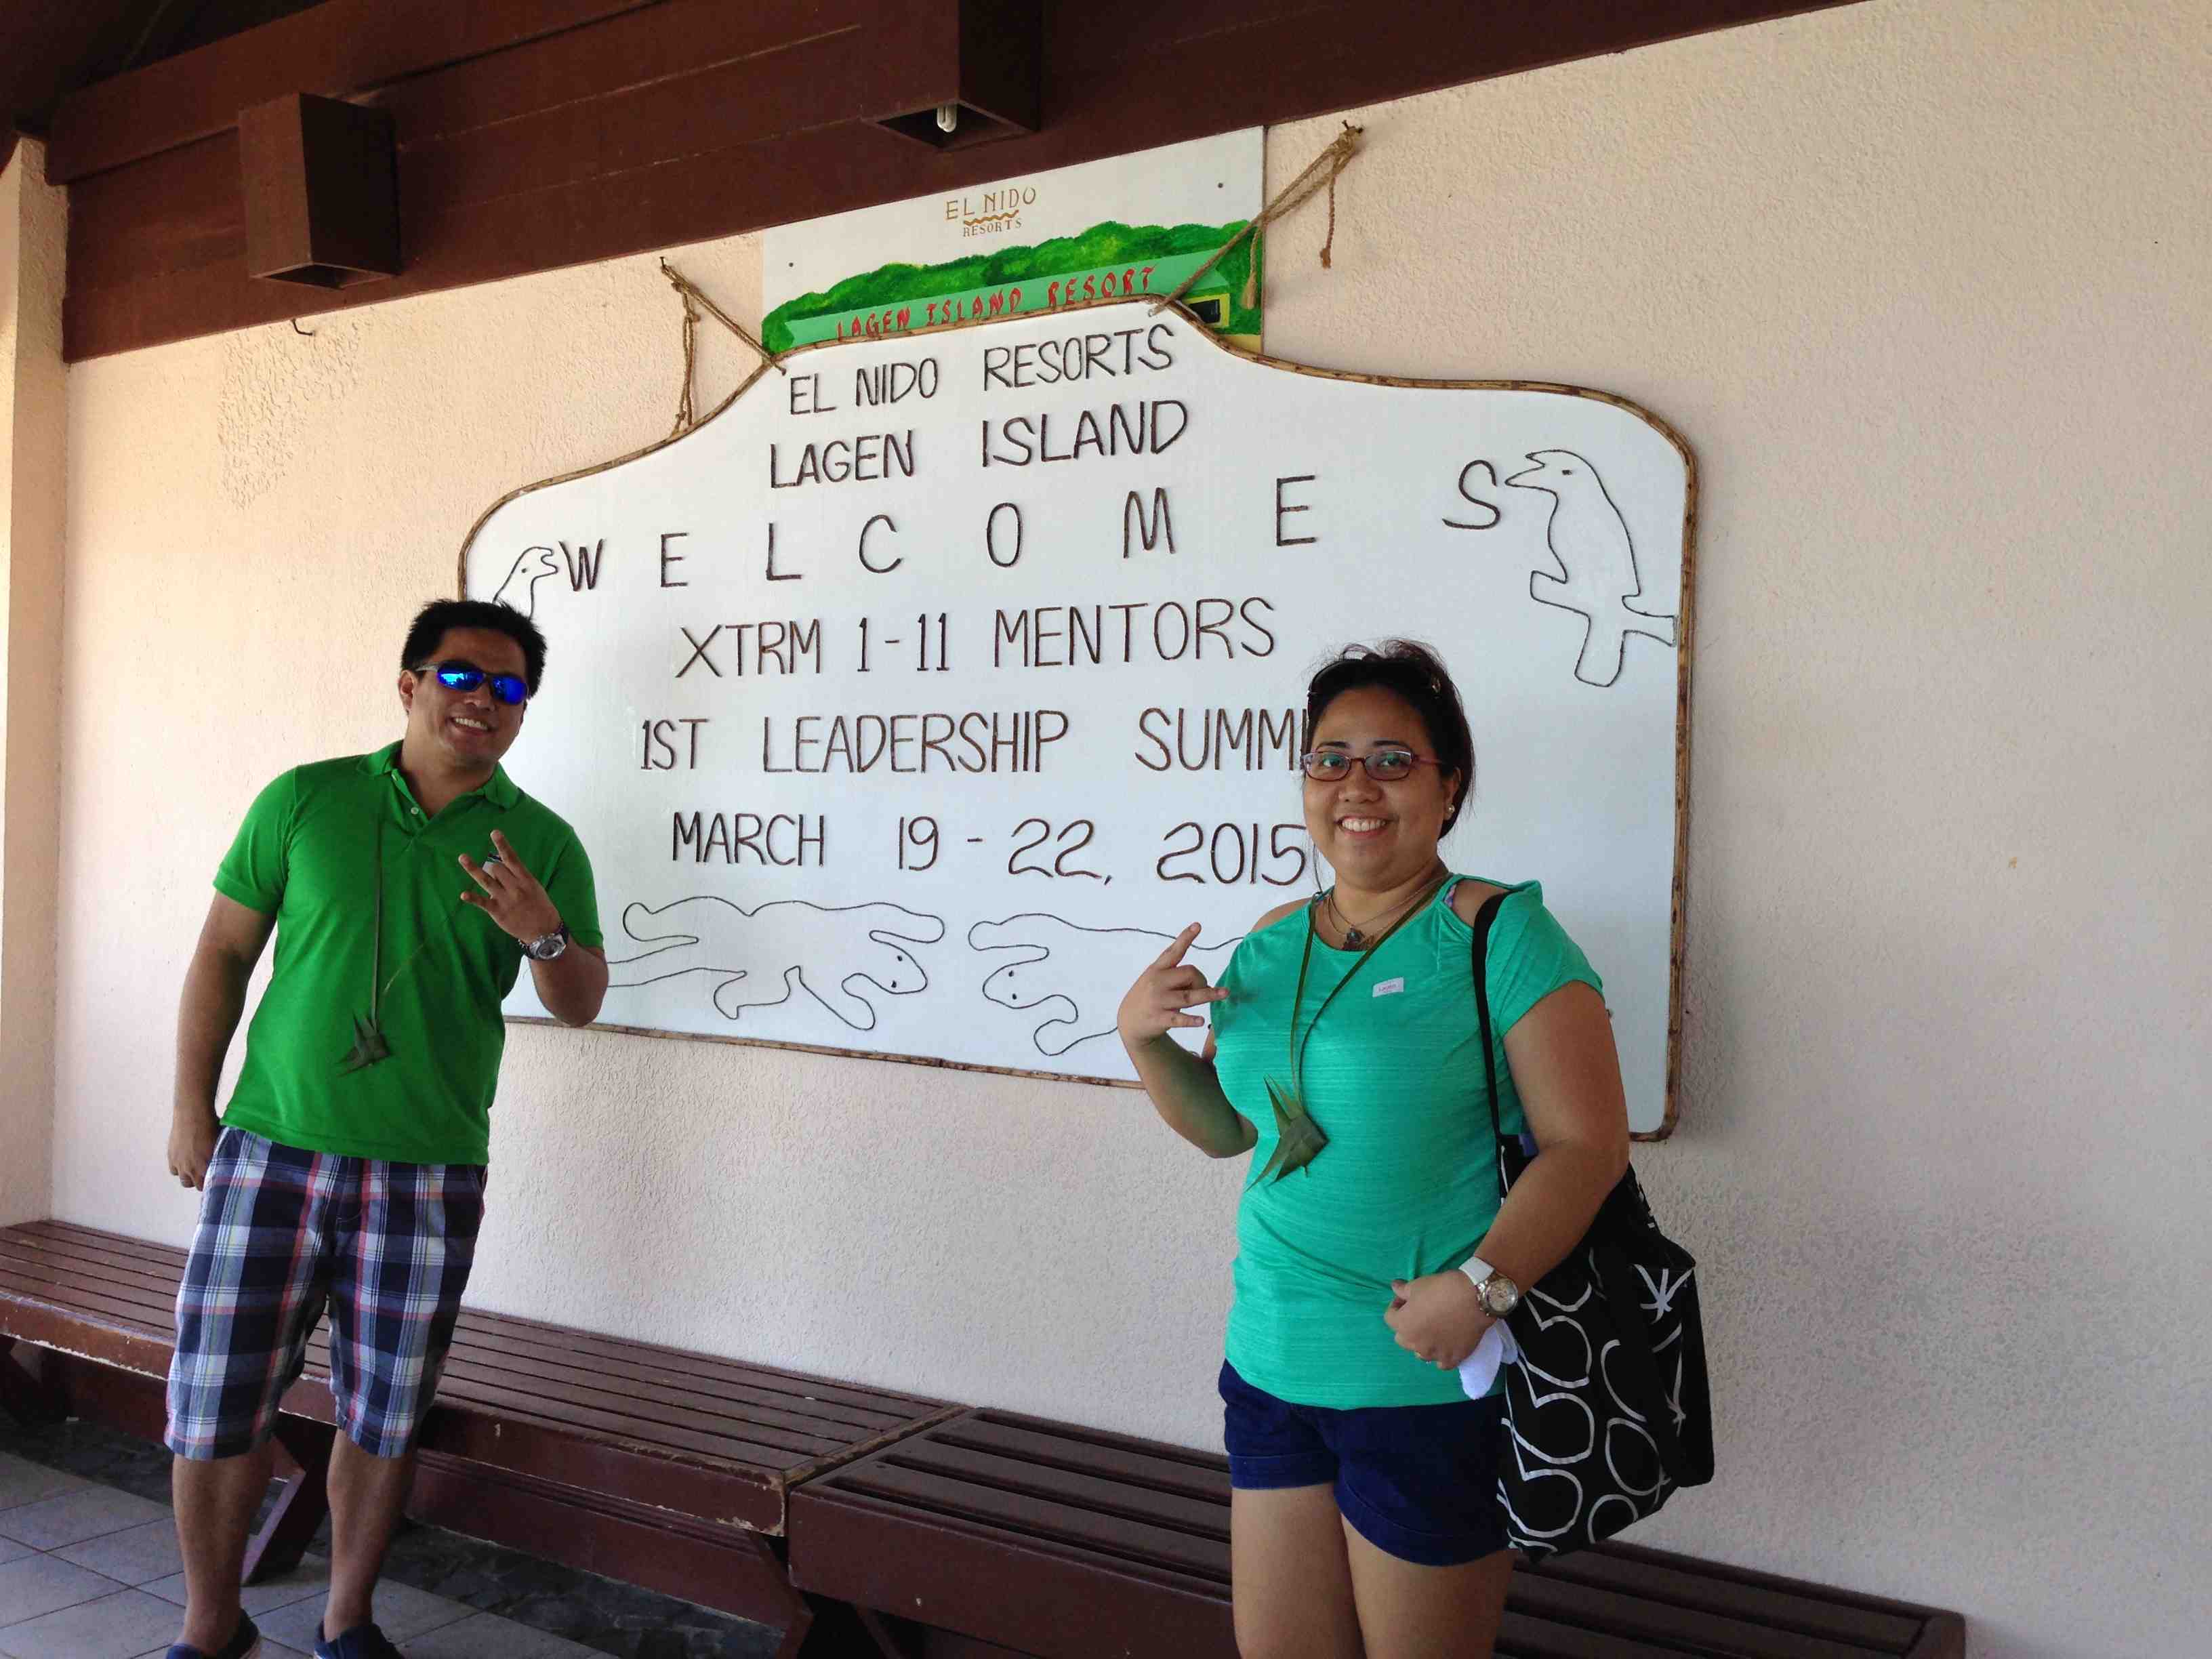 EL NIDO
RESORTS
LAGEN ISLAND RESORT
EL NIDO RESORTS
LAGEN ISLAND
WELCOMES
XTRM 1-11 MENTORS
1ST LEADERSHIP SUMMI
MARCH 19-22, 2015